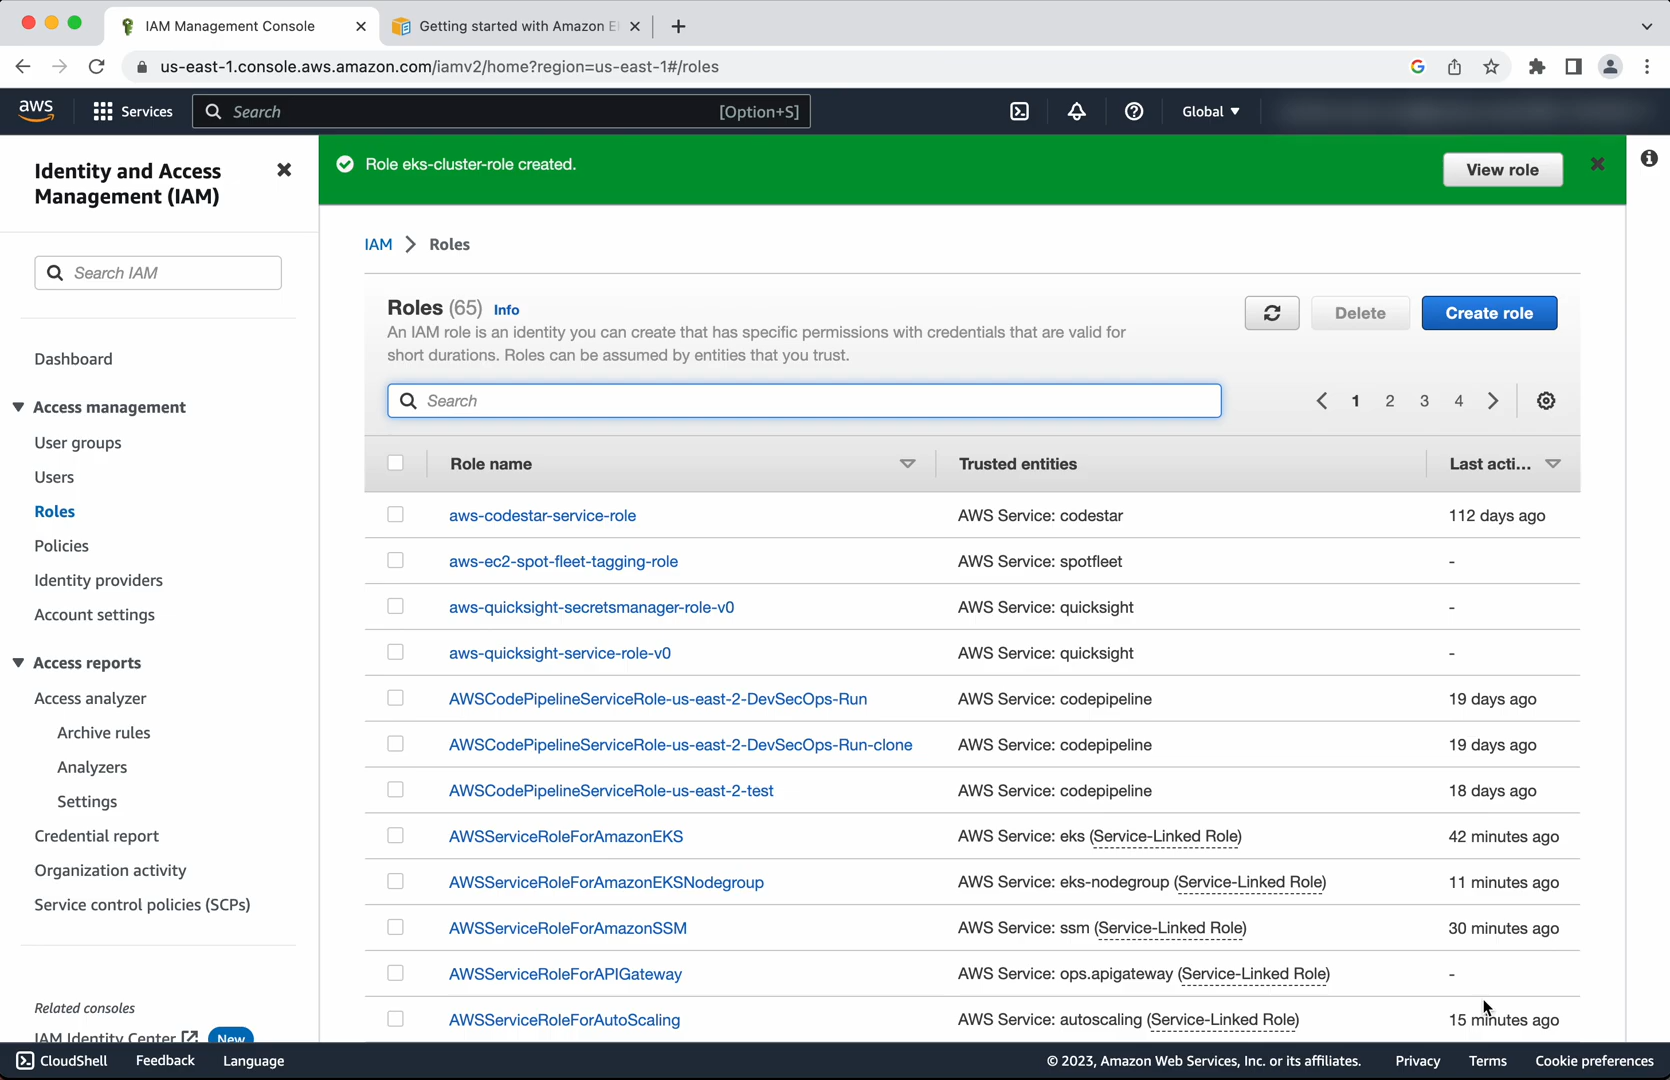 IAM Management Console
Getting started with Amazon E
us-east-1.console.aws.amazon.com/iamv2/home?region=us-east-1#/roles
aws
Services
Search
[Option+S]
Global
Identity and Access
Management (IAM)
Search IAM
Dashboard
Access management
User groups
Users
Roles
Policies
Identity providers
Account settings
Access reports
Access analyzer
Archive rules
Analyzers
Settings
Credential report
Organization activity
Service control policies (SCPs)
Related consoles
IAM Identity Center New
Role eks-cluster-role created.
View role
IAM > Roles
Roles (65) Info
An IAM role is an identity you can create that has specific permissions with credentials that are valid for
short durations. Roles can be assumed by entities that you trust.
Delete
Create role
Search
1 2 3 4
Role name Trusted entities Last acti...
aws-codestar-service-role AWS Service: codestar 112 days ago
aws-ec2-spot-fleet-tagging-role AWS Service: spotfleet -
aws-quicksight-secretsmanager-role-v0 AWS Service: quicksight -
aws-quicksight-service-role-v0 AWS Service: quicksight -
AWSCodePipelineServiceRole-us-east-2-DevSecOps-Run AWS Service: codepipeline 19 days ago
AWSCodePipelineServiceRole-us-east-2-DevSecOps-Run-clone AWS Service: codepipeline 19 days ago
AWSCodePipelineServiceRole-us-east-2-test AWS Service: codepipeline 18 days ago
AWSServiceRoleForAmazonEKS AWS Service: eks (Service-Linked Role) 42 minutes ago
AWSServiceRoleForAmazonEKSNodegroup AWS Service: eks-nodegroup (Service-Linked Role) 11 minutes ago
AWSServiceRoleForAmazonSSM AWS Service: ssm (Service-Linked Role) 30 minutes ago
AWSServiceRoleForAPIGateway AWS Service: ops.apigateway (Service-Linked Role) -
AWSServiceRoleForAutoScaling AWS Service: autoscaling (Service-Linked Role) 15 minutes ago
CloudShell Feedback Language © 2023, Amazon Web Services, Inc. or its affiliates. Privacy Terms Cookie preferences